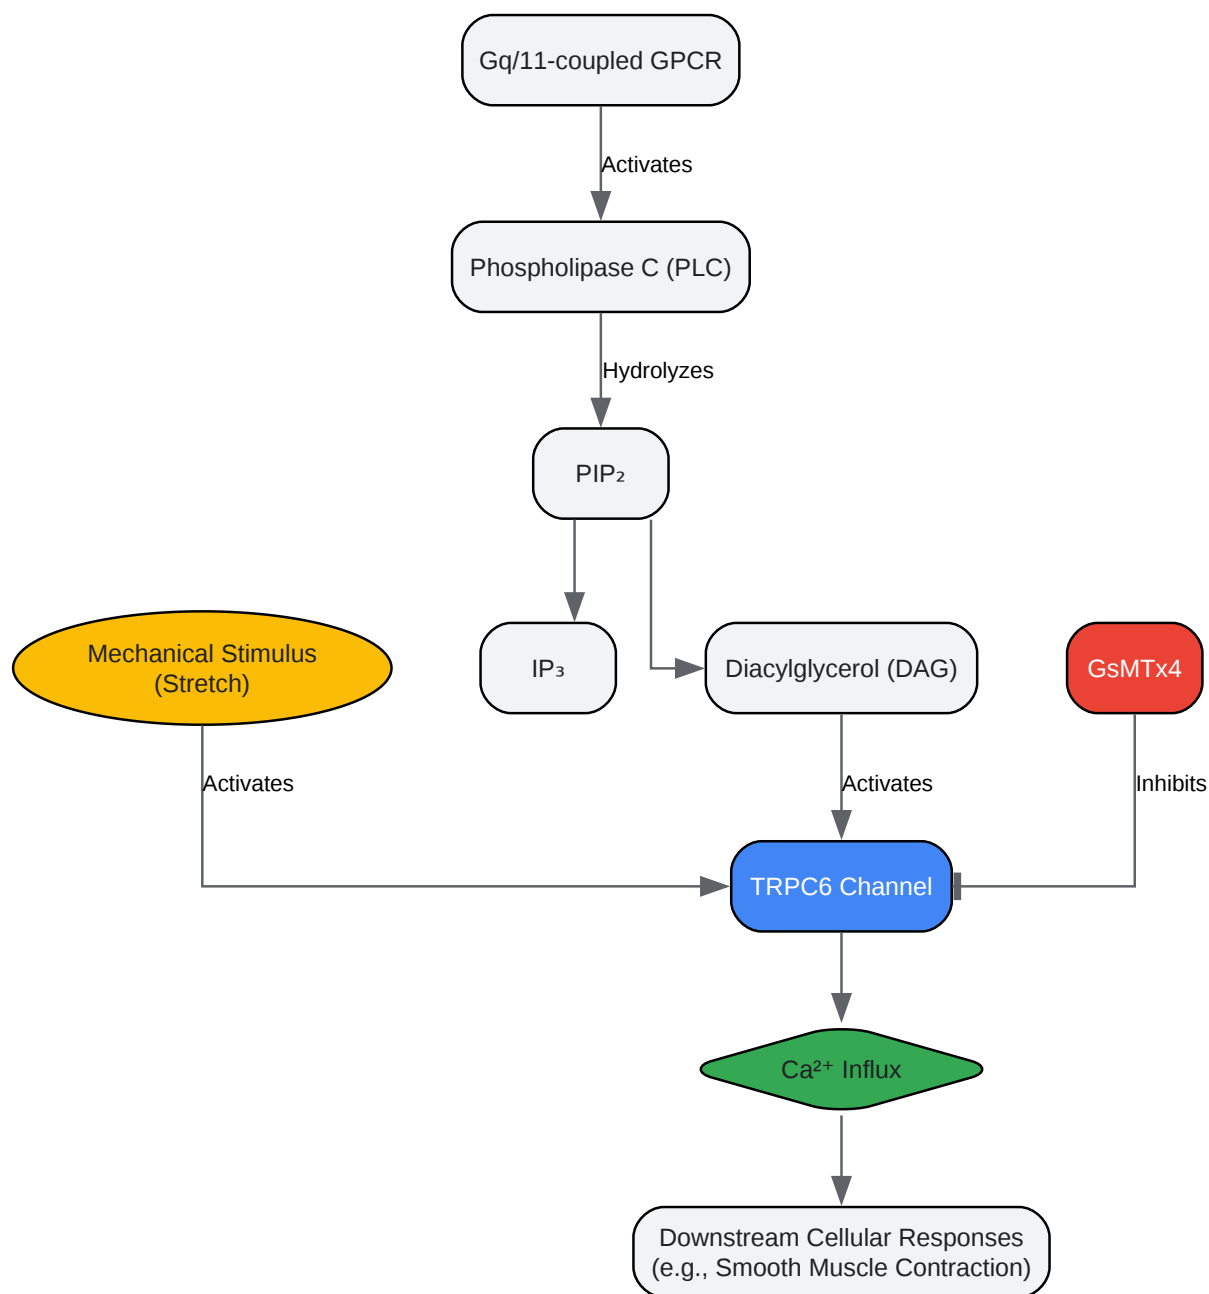 Gq/11-coupled GPCR
Activates
Phospholipase C (PLC)
Hydrolyzes
PIP₂
Mechanical Stimulus
(Stretch)
IP₃
Diacylglycerol (DAG)
GsMTx4
Activates
Activates
Inhibits
TRPC6 Channel
Ca²⁺ Influx
Downstream Cellular Responses
(e.g., Smooth Muscle Contraction)